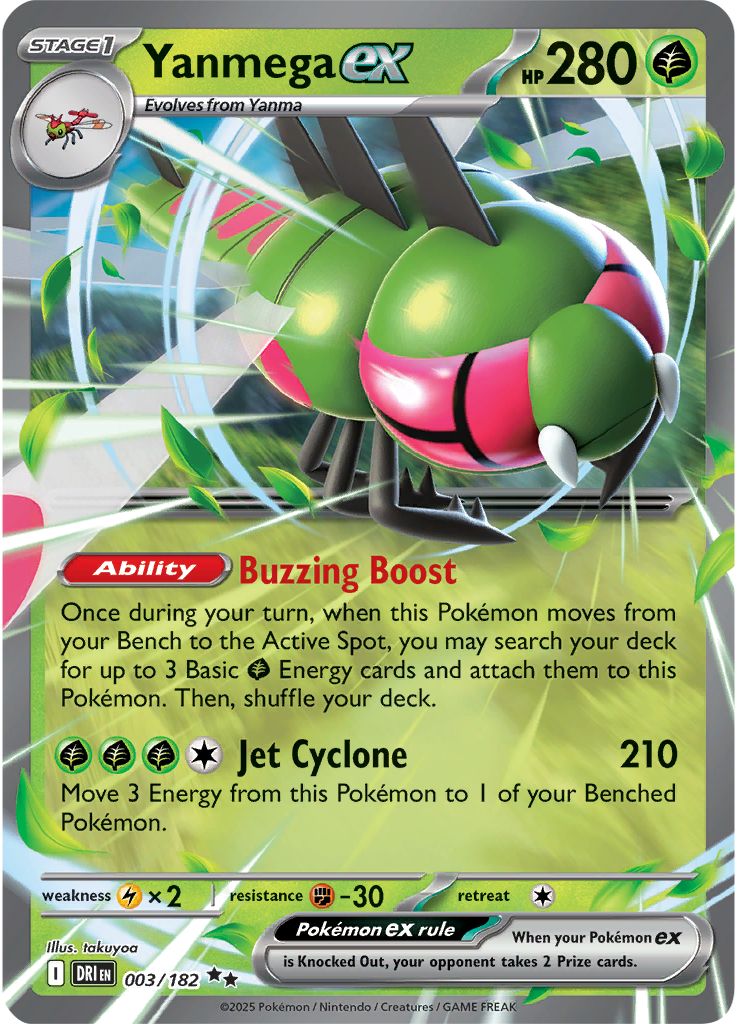 STAGE1
Yanmega ex
HP 280
Evolves from Yanma
Ability Buzzing Boost
Once during your turn, when this Pokémon moves from
your Bench to the Active Spot, you may search your deck
for up to 3 Basic Energy cards and attach them to this
Pokémon. Then, shuffle your deck.
Jet Cyclone 210
Move 3 Energy from this Pokémon to 1 of your Benched
Pokémon.
weakness ×2 resistance -30 retreat
Illus. takuyoa
Pokémon ex rule
When your Pokémon ex
is Knocked Out, your opponent takes 2 Prize cards.
I DRI EN 003/182 ★★
©2025 Pokémon / Nintendo / Creatures / GAME FREAK